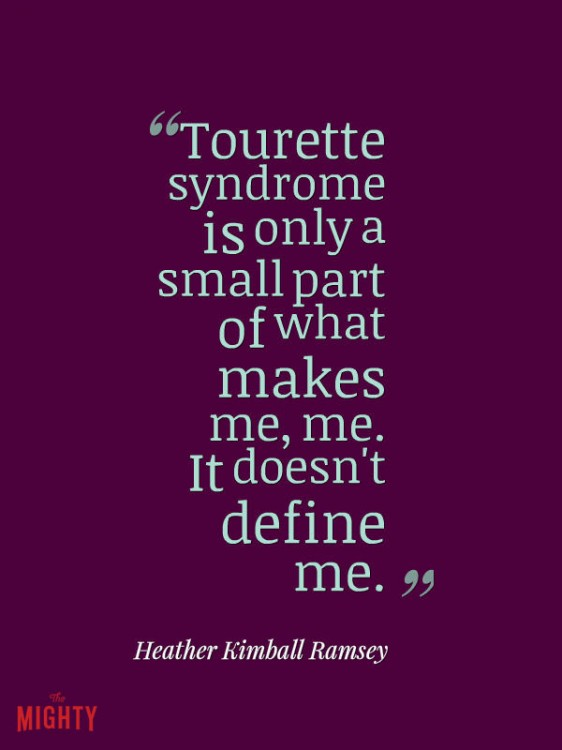 “Tourette
syndrome
is only a
small part
of what
makes
me, me.
It doesn't
define
me. ”
Heather Kimball Ramsey
The
MIGHTY